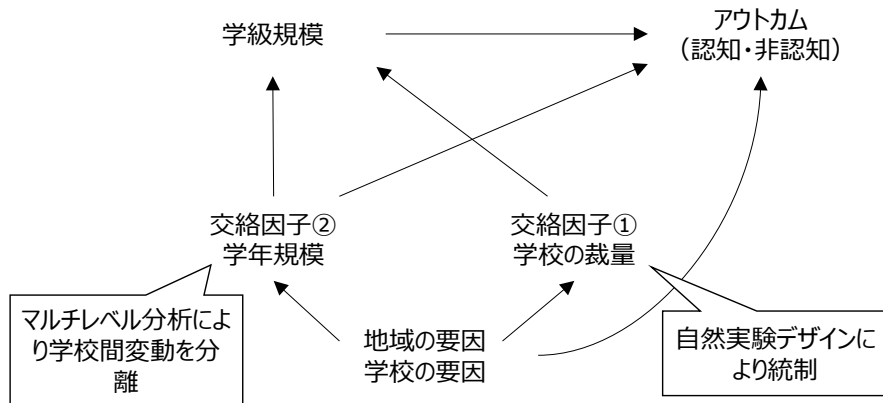 学級規模
アウトカム
(認知・非認知)
交絡因子②
学年規模
交絡因子①
学校の裁量
マルチレベル分析によ
り学校間変動を分
離
地域の要因
学校の要因
自然実験デザインに
より統制